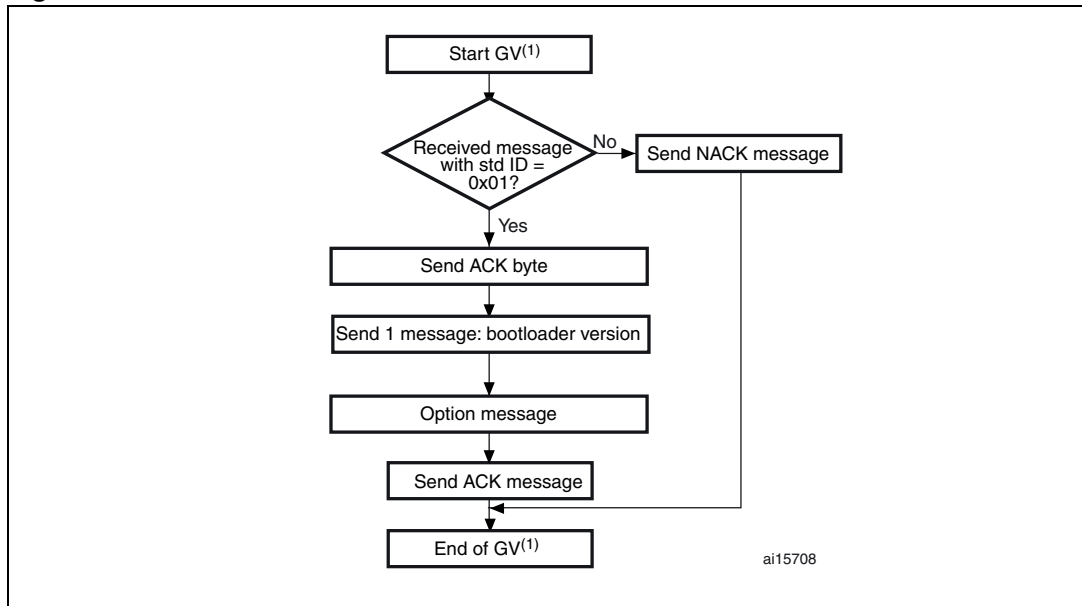 Start GV(1)
Received message
with std ID =
0x01?
No
Send NACK message
Yes
Send ACK byte
Send 1 message: bootloader version
Option message
Send ACK message
End of GV(1)
ai15708